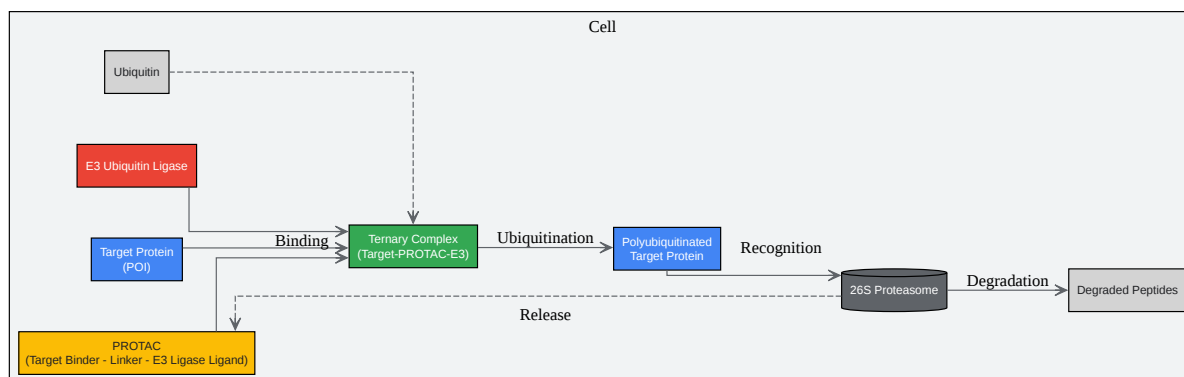 Cell
Ubiquitin
E3 Ubiquitin Ligase
Target Protein
(POI)
Binding
Ternary Complex
(Target-PROTAC-E3)
Ubiquitination
Polyubiquitinated
Target Protein
Recognition
26S Proteasome
Degradation
Degraded Peptides
Release
PROTAC
(Target Binder - Linker - E3 Ligase Ligand)